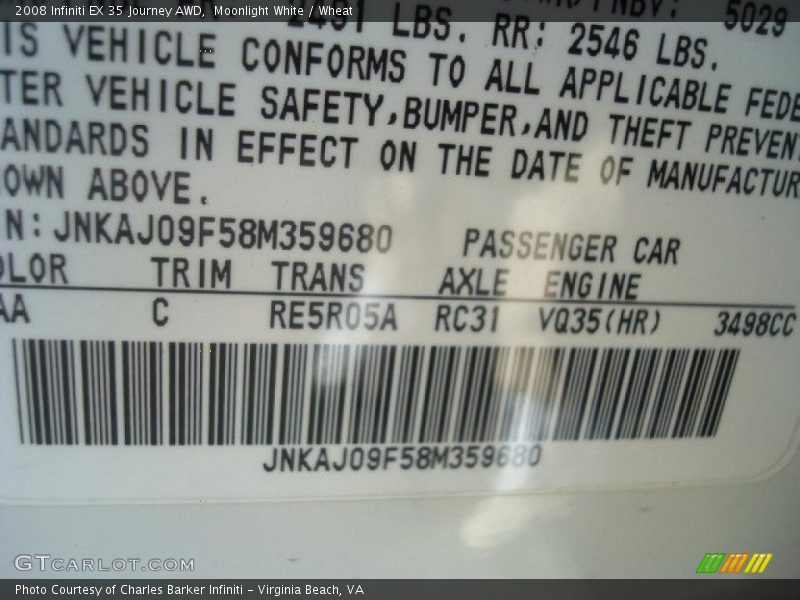 2008 Infiniti EX 35 Journey AWD, Moonlight White / Wheat
2491 LBS. RR: 2546 LBS. 5029
IS VEHICLE CONFORMS TO ALL APPLICABLE FEDE
TER VEHICLE SAFETY,BUMPER,AND THEFT PREVEN
ANDARDS IN EFFECT ON THE DATE OF MANUFACTUR
OWN ABOVE.
N: JNKAJ09F58M359680 PASSENGER CAR
OLOR TRIM TRANS AXLE ENGINE
AA C RE5R05A RC31 VQ35(HR) 3498CC
JNKAJ09F58M359680
GTCARLOT.COM
Photo Courtesy of Charles Barker Infiniti - Virginia Beach, VA